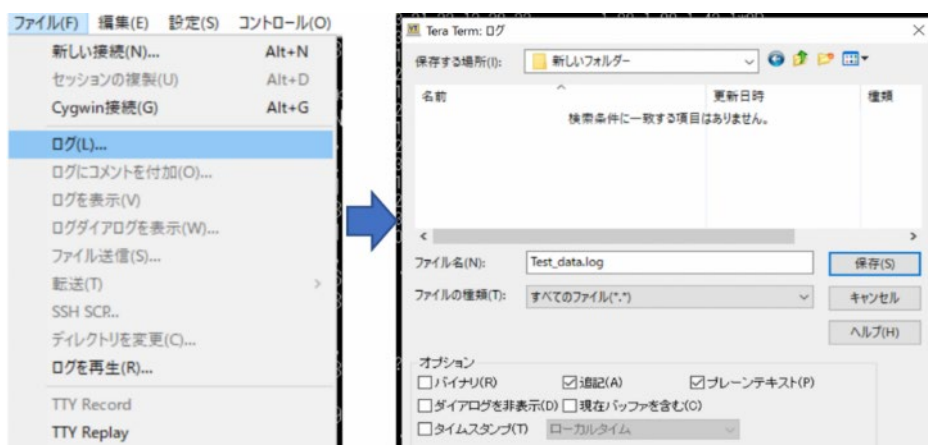 ファイル(F) 編集(E) 設定(S) コントロール(O)
新しい接続(N)... Alt+N
セッションの複製(U) Alt+D
Cygwin接続(G) Alt+G
ログ(L)...
ログにコメントを付加(O)...
ログを表示(V)
ログダイアログを表示(W)...
ファイル送信(S)...
転送(T)
SSH SCP...
ディレクトリを変更(C)...
ログを再生(R)...
TTY Record
TTY Replay
Tera Term: ログ
保存する場所(I): 新しいフォルダー
名前 更新日時 種類
検索条件に一致する項目はありません。
ファイル名(N): Test_data.log 保存(S)
ファイルの種類(T): すべてのファイル(*.*) キャンセル
ヘルプ(H)
オプション
バイナリ(R) 追記(A) プレーンテキスト(P)
ダイアログを非表示(D) 現在バッファを含む(C)
タイムスタンプ(T) ローカルタイム